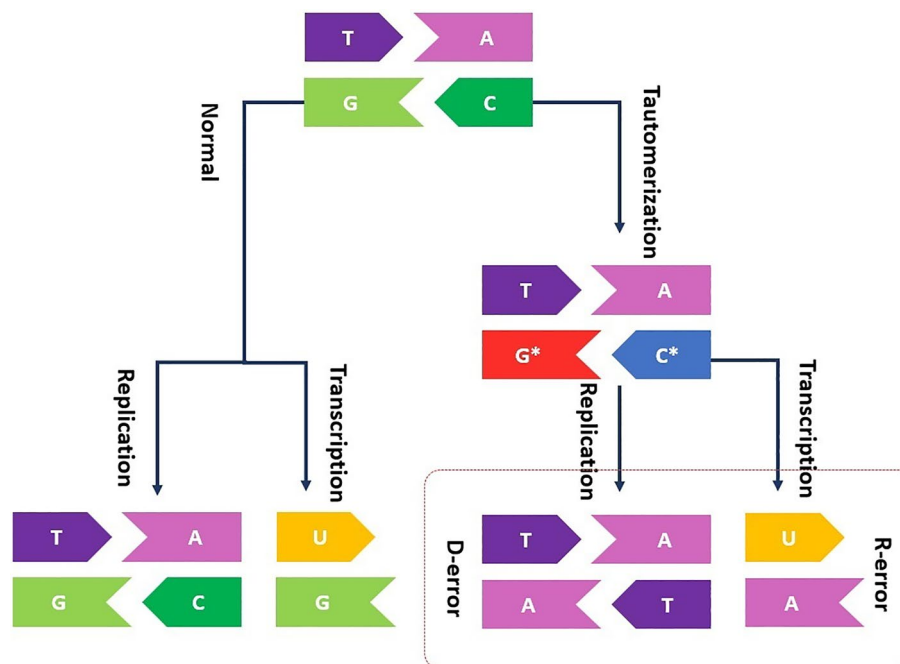 T A
G C
Normal
Tautomerization
T A
G* C*
Replication
Transcription
Replication
Transcription
T A
U
G C
G
D-error
T A
U
A T
A
R-error